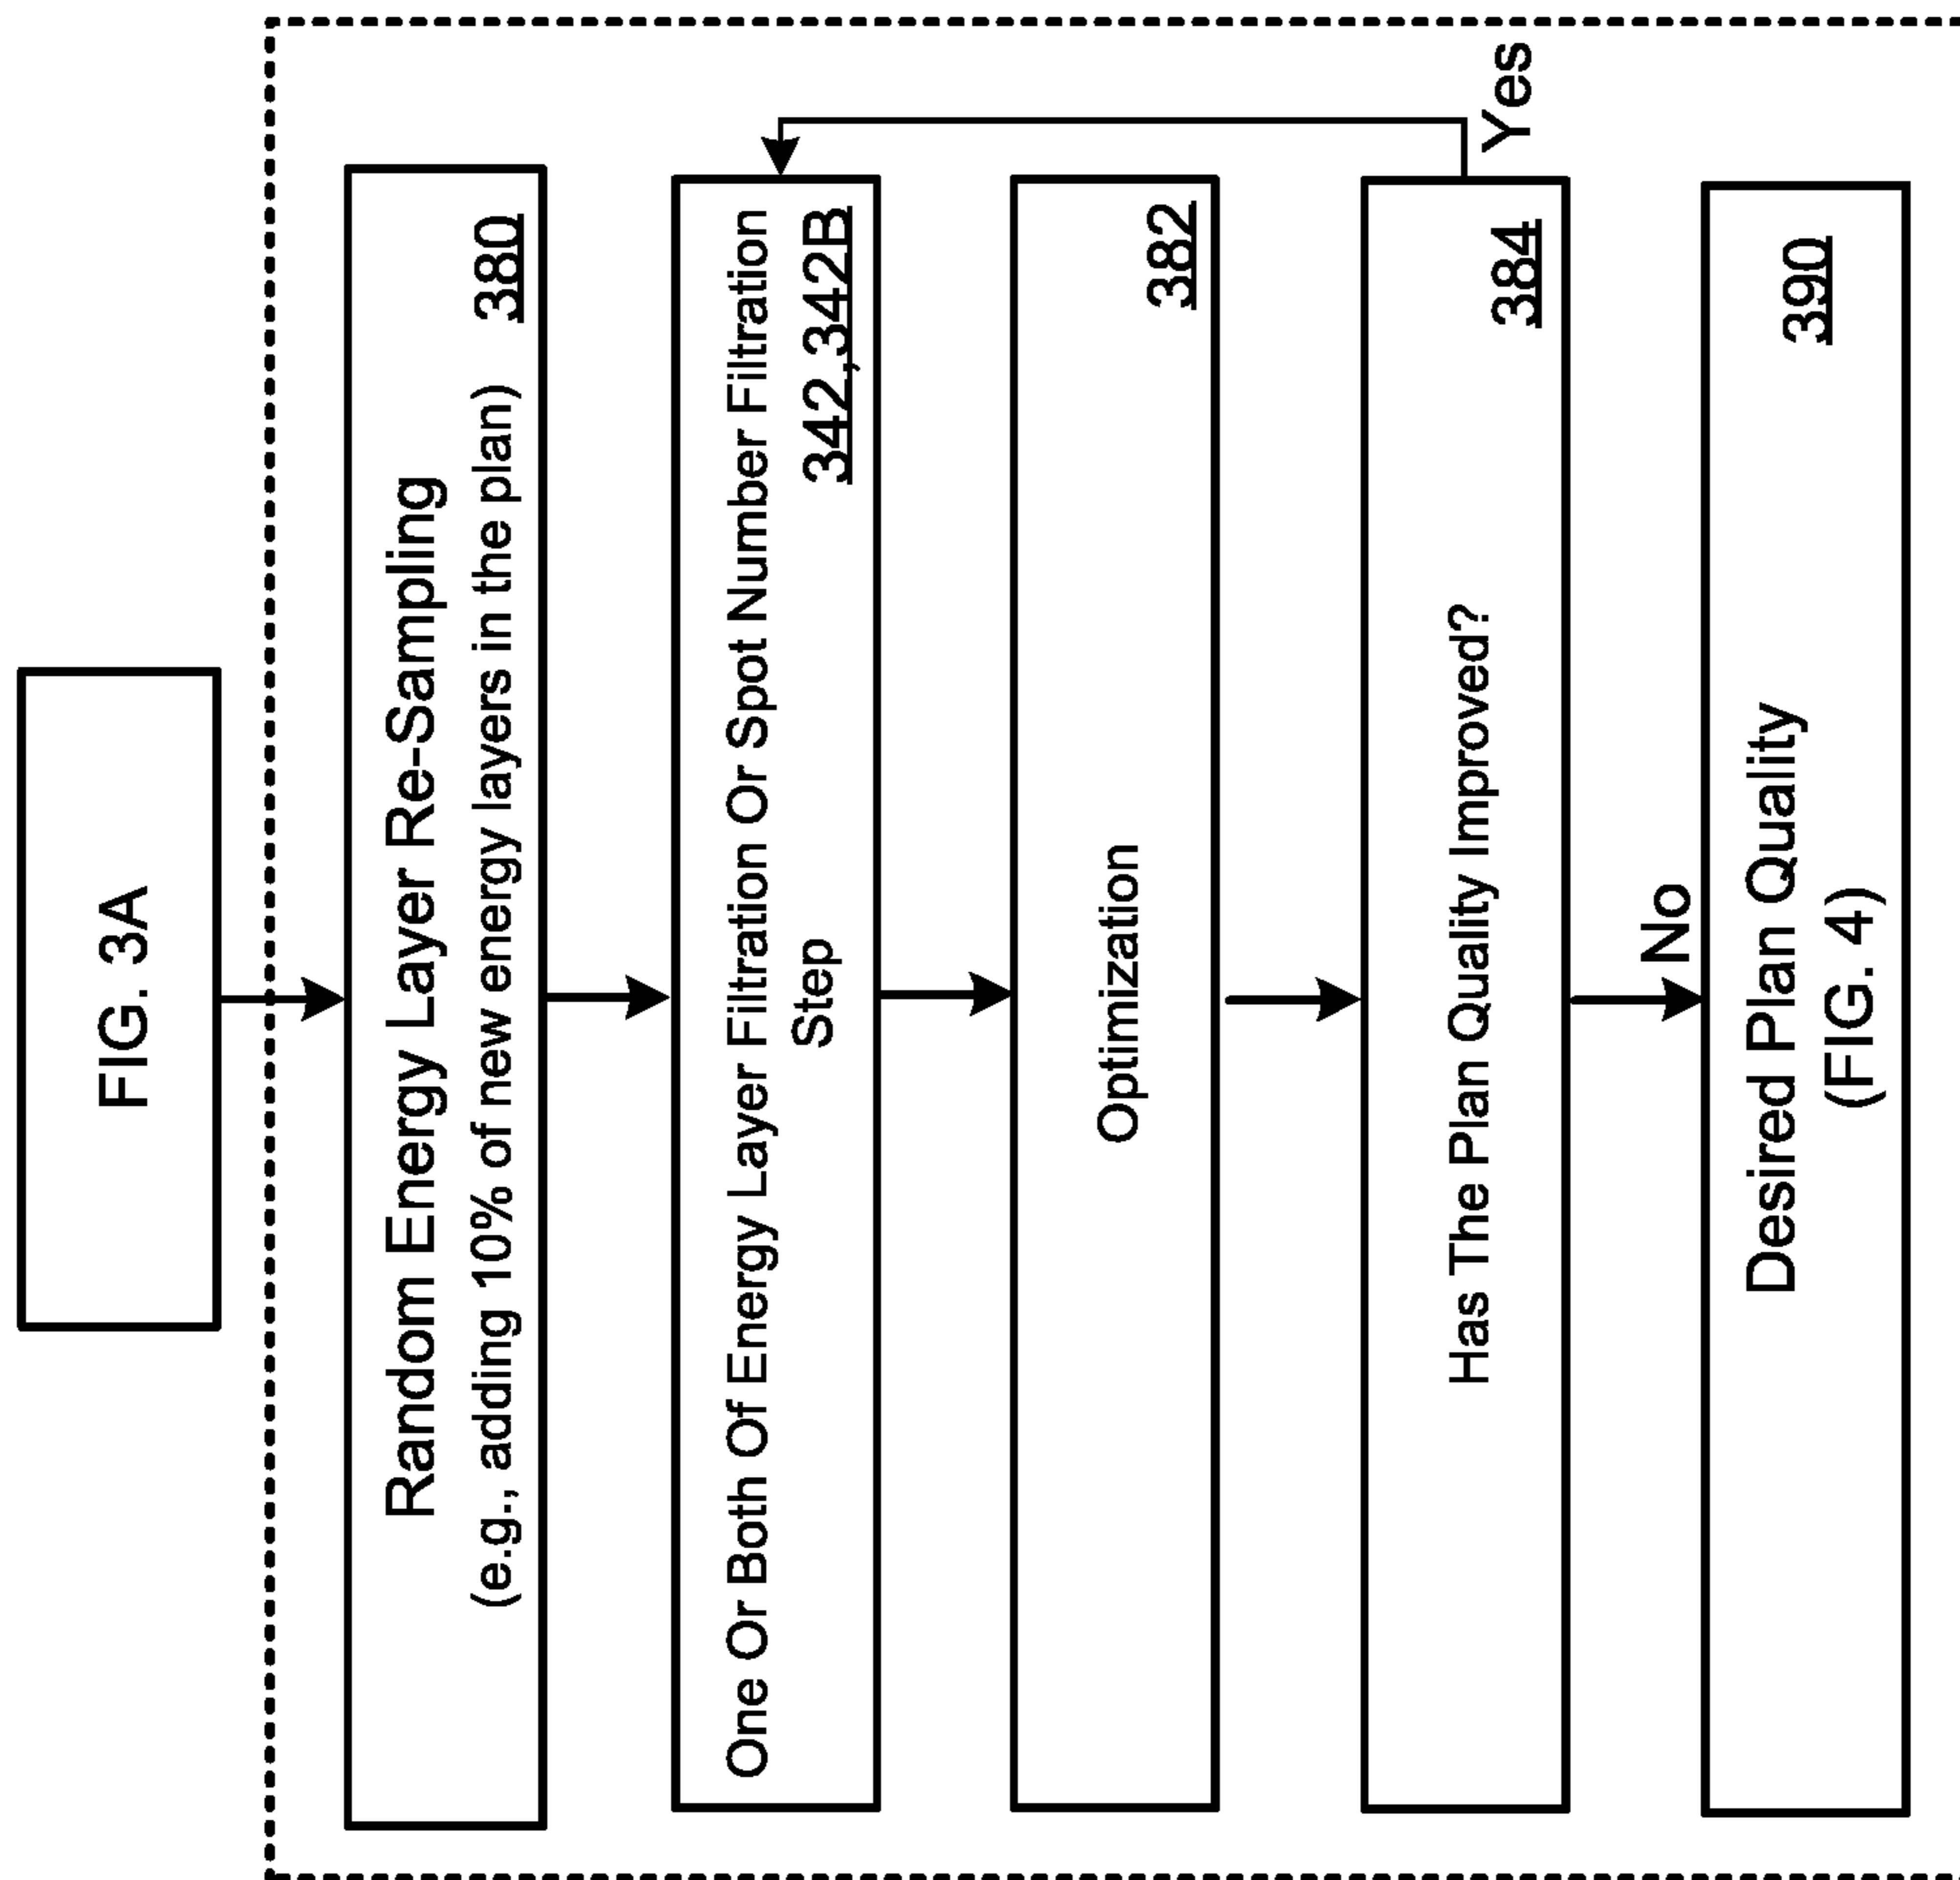 FIG. 3A
Random Energy Layer Re-Sampling
(e.g., adding 10% of new energy layers in the plan) 380
One Or Both Of Energy Layer Filtration Or Spot Number Filtration
Step 342,342B
Optimization
382
Has The Plan Quality Improved?
384
Yes
No
Desired Plan Quality
390
(FIG. 4)